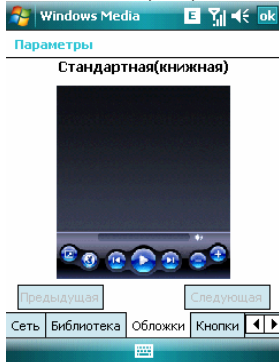 Windows Media E ok
Параметры
Стандартная(книжная)
Предыдущая Следующая
Сеть Библиотека Обложки Кнопки